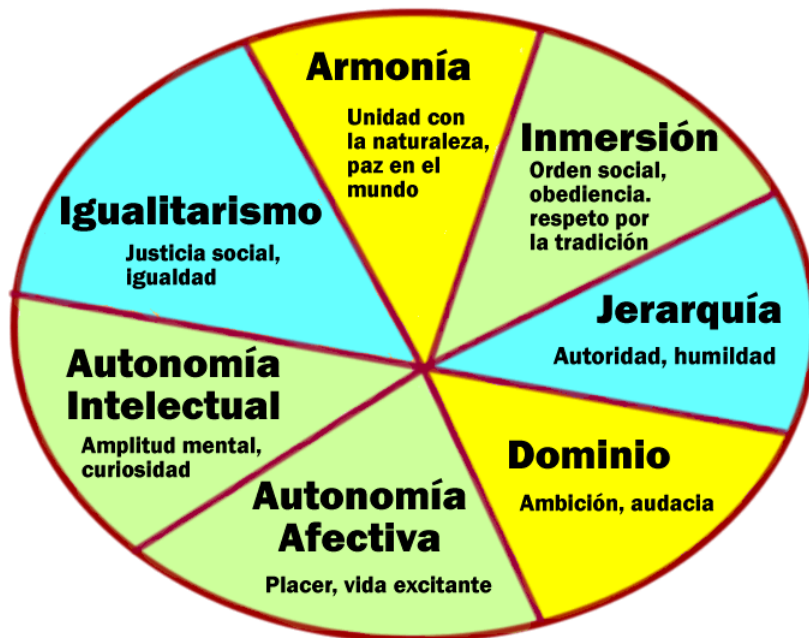 Armonía
Unidad con
la naturaleza,
paz en el
mundo
Inmersión
Orden social,
obediencia.
respeto por
la tradición
Jerarquía
Autoridad, humildad
Dominio
Ambición, audacia
Autonomía
Afectiva
Placer, vida excitante
Autonomía
Intelectual
Amplitud mental,
curiosidad
Igualitarismo
Justicia social,
igualdad